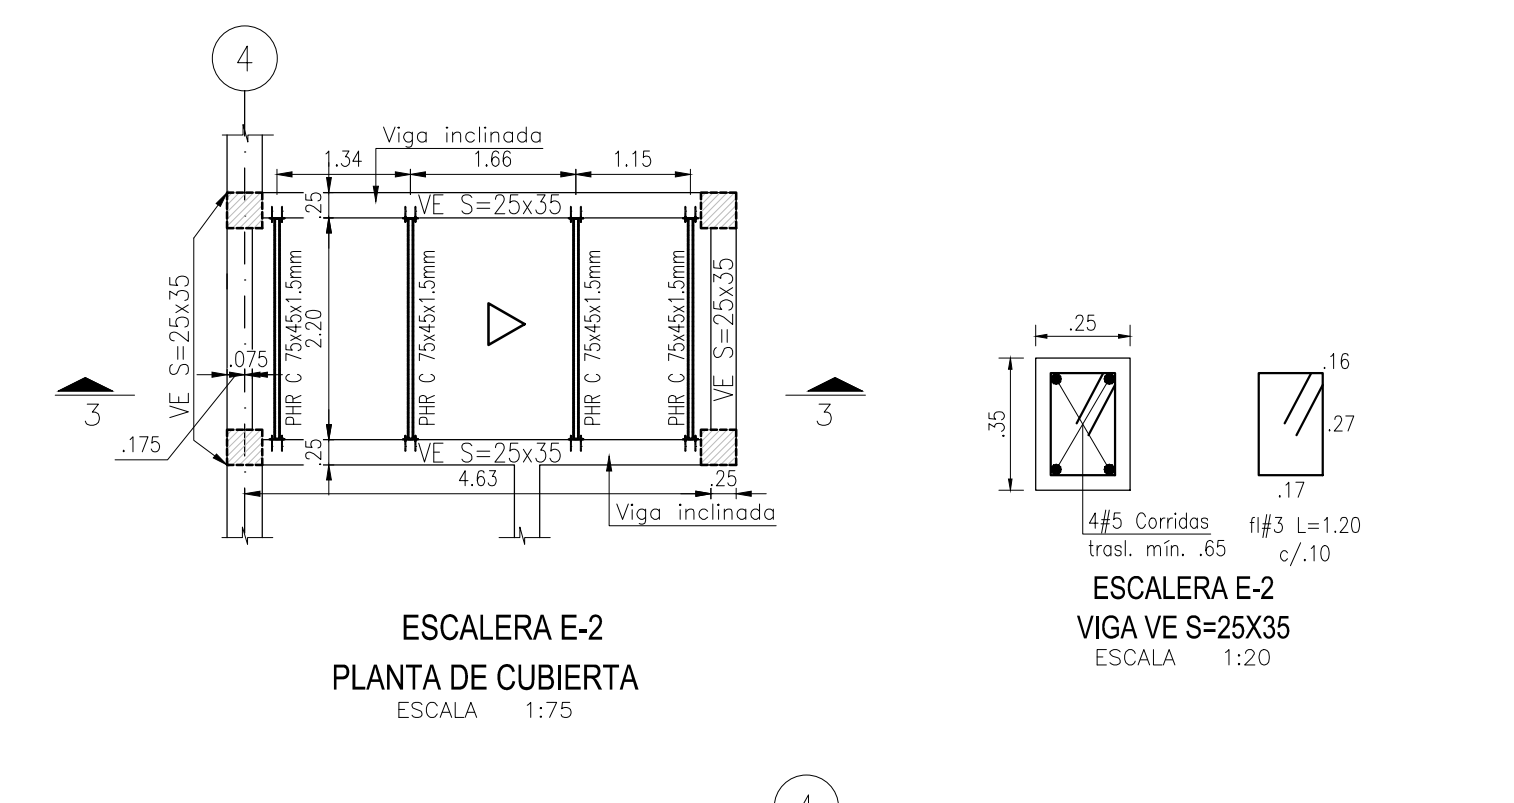 4
Viga inclinada
1.34
1.66
1.15
.25
VE S=25x35
VE S=25x35
PHR C 75x45x1.5mm
2.20
PHR C 75x45x1.5mm
PHR C 75x45x1.5mm
PHR C 75x45x1.5mm
VE S=25x35
.075
3
3
.175
.25
VE S=25x35
4.63
.25
Viga inclinada
ESCALERA E-2
PLANTA DE CUBIERTA
ESCALA 1:75
.25
.35
.16
.27
.17
4#5 Corridas
trasl. mín. .65
fl#3 L=1.20
c/.10
ESCALERA E-2
VIGA VE S=25X35
ESCALA 1:20